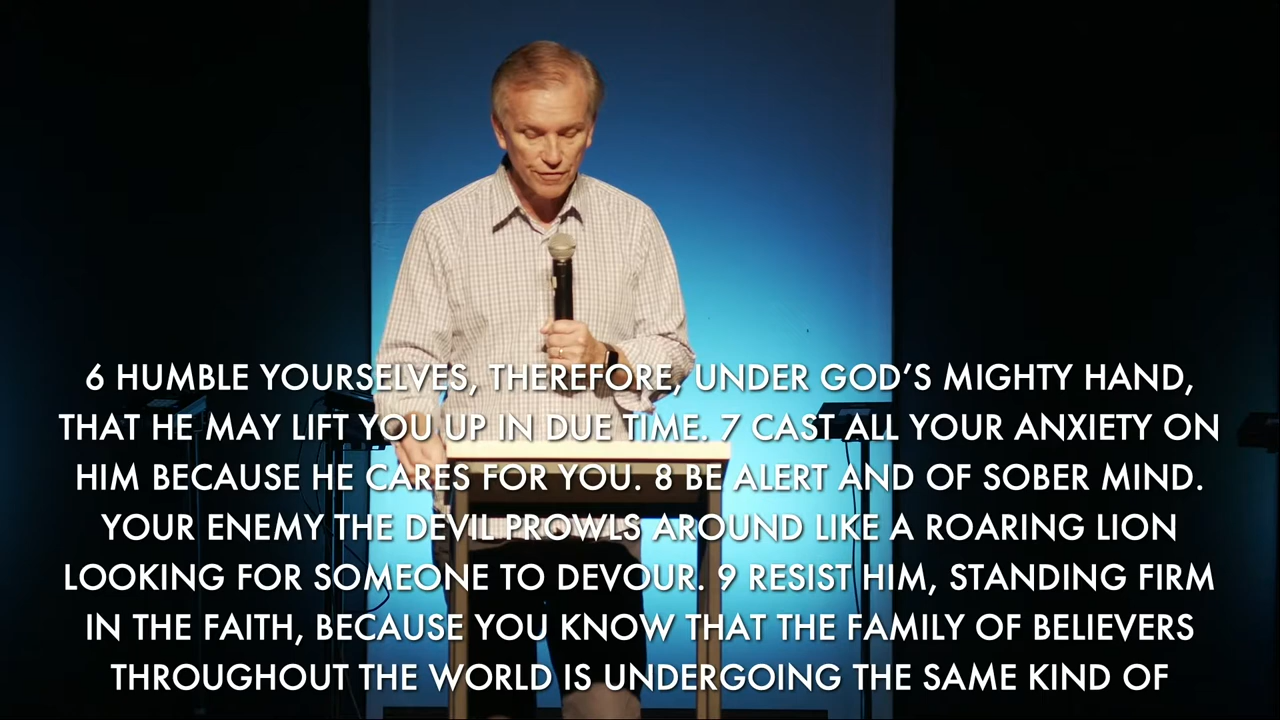 6 HUMBLE YOURSELVES, THEREFORE, UNDER GOD’S MIGHTY HAND,
THAT HE MAY LIFT YOU UP IN DUE TIME. 7 CAST ALL YOUR ANXIETY ON
HIM BECAUSE HE CARES FOR YOU. 8 BE ALERT AND OF SOBER MIND.
YOUR ENEMY THE DEVIL PROWLS AROUND LIKE A ROARING LION
LOOKING FOR SOMEONE TO DEVOUR. 9 RESIST HIM, STANDING FIRM
IN THE FAITH, BECAUSE YOU KNOW THAT THE FAMILY OF BELIEVERS
THROUGHOUT THE WORLD IS UNDERGOING THE SAME KIND OF